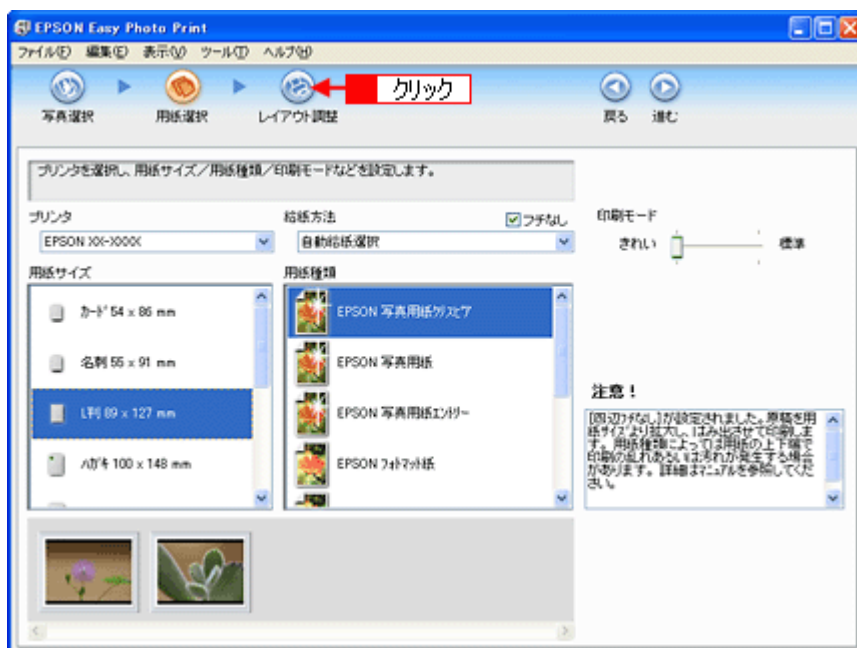 EPSON Easy Photo Print
ファイル(F) 編集(E) 表示(V) ツール(T) ヘルプ(H)
クリック
写真選択 用紙選択 レイアウト調整 戻る 進む
プリンタを選択し、用紙サイズ/用紙種類/印刷モードなどを設定します。
プリンタ 給紙方法 フチなし 印刷モード
EPSON XX-XXXX 自動給紙選択 きれい 標準
用紙サイズ 用紙種類
カード 54 x 86 mm EPSON 写真用紙クリスピア
名刺 55 x 91 mm EPSON 写真用紙
注意!
L判 89 x 127 mm EPSON 写真用紙エントリー
ハガキ 100 x 148 mm EPSON フォトマット紙
[四辺フチなし]が設定されました。原稿を用
紙サイズより拡大し、はみ出させて印刷しま
す。用紙種類によっては用紙の上下端で
印刷の乱れあるいは汚れが発生する場合
があります。詳細はマニュアルを参照してくだ
さい。